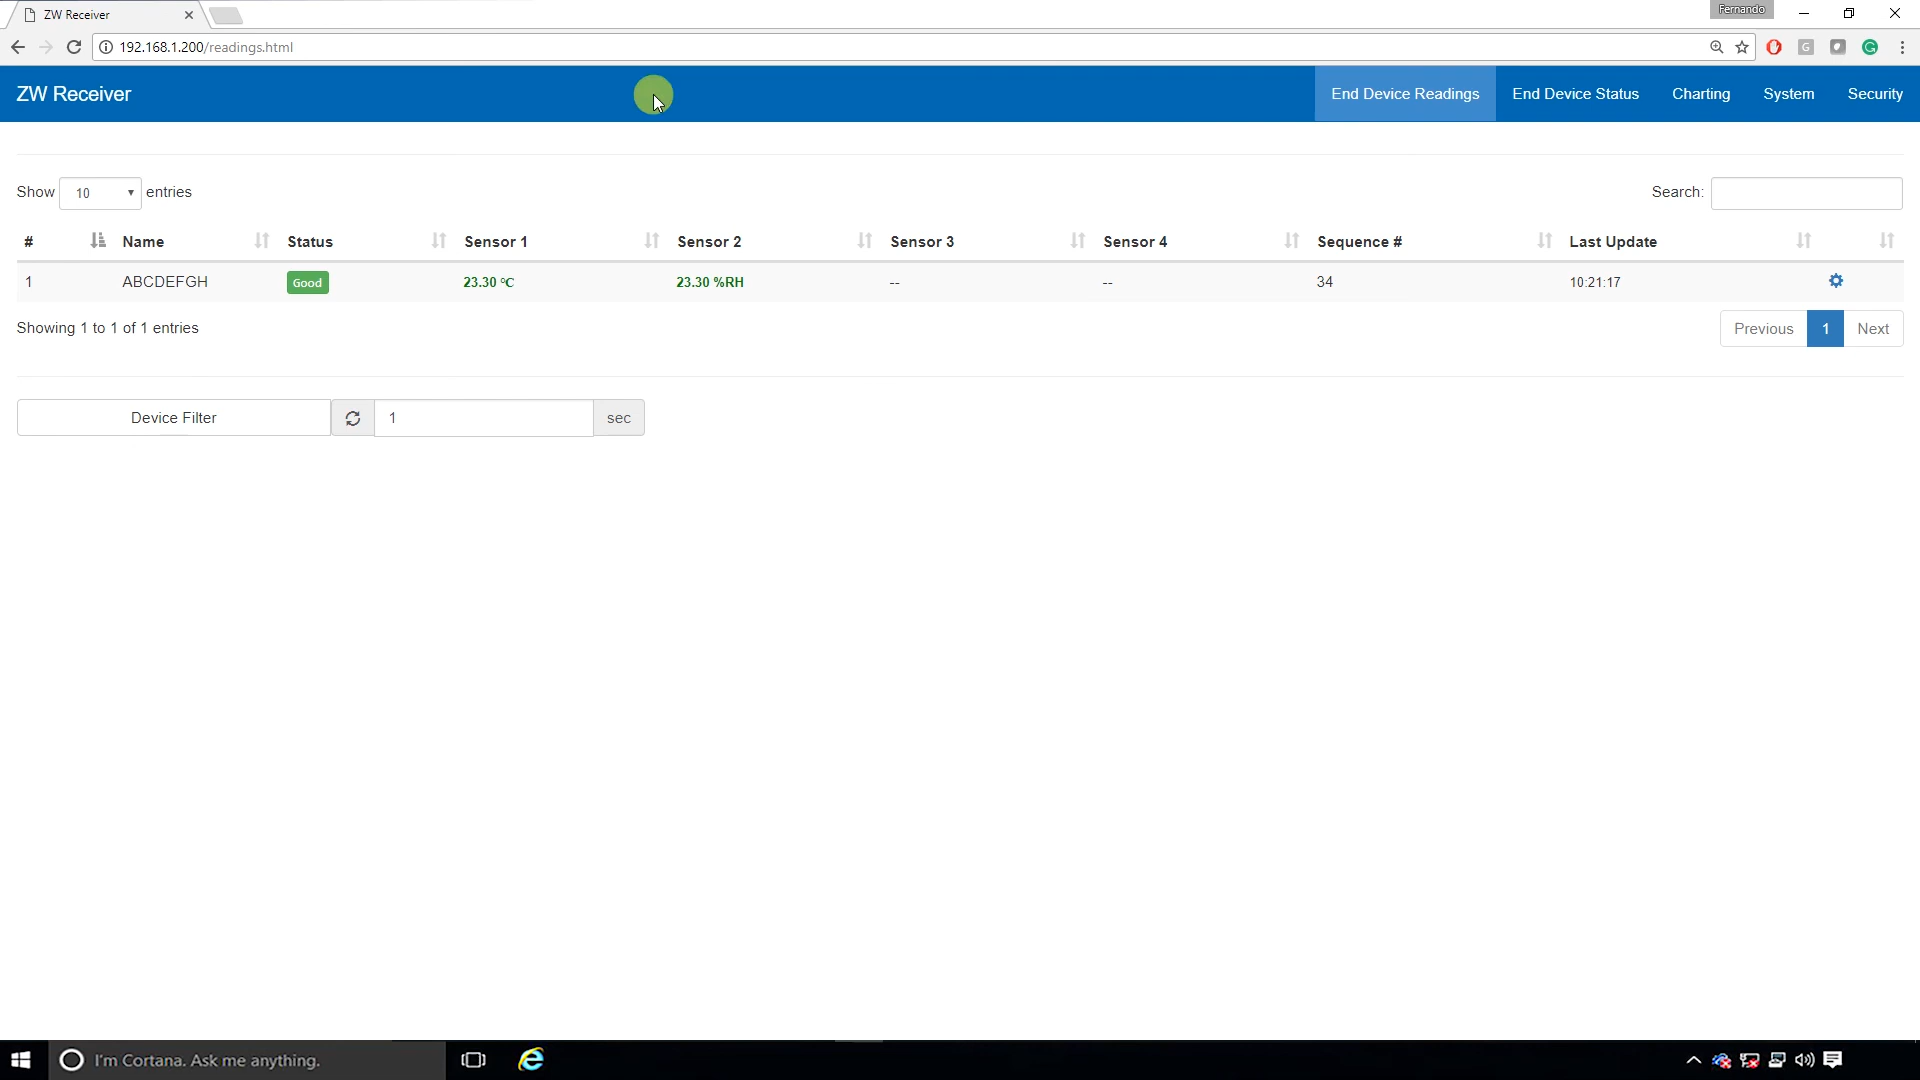 ZW Receiver
Fernando
192.168.1.200/readings.html
ZW Receiver
End Device Readings End Device Status Charting System Security
Show 10 entries Search:
# Name Status Sensor 1 Sensor 2 Sensor 3 Sensor 4 Sequence # Last Update
1 ABCDEFGH Good 23.30 ºC 23.30 %RH -- -- 34 10:21:17
Showing 1 to 1 of 1 entries Previous 1 Next
Device Filter 1 sec
I'm Cortana. Ask me anything.